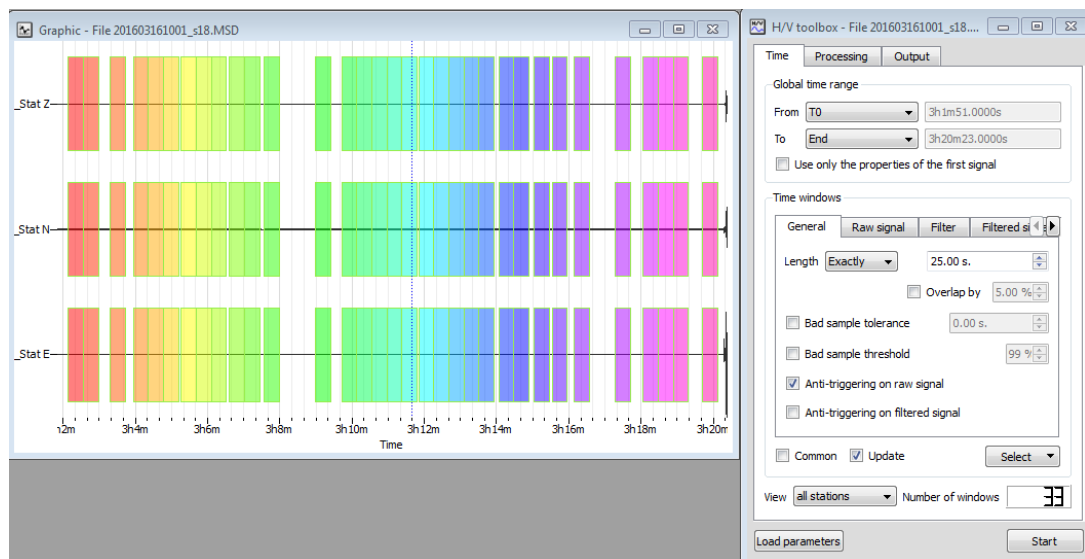 Graphic - File 201603161001_s18.MSD
_Stat Z
_Stat N
_Stat E
3h4m 3h6m 3h8m 3h10m 3h12m 3h14m 3h16m 3h18m 3h20m
Time
H/V toolbox - File 201603161001_s18....
Time Processing Output
Global time range
From T0 3h1m51.0000s
To End 3h20m23.0000s
Use only the properties of the first signal
Time windows
General Raw signal Filter Filtered
Length Exactly 25.00 s.
Overlap by 5.00 %
Bad sample tolerance 0.00 s.
Bad sample threshold 99 %
Anti-triggering on raw signal
Anti-triggering on filtered signal
Common Update Select
View all stations Number of windows 33
Load parameters Start